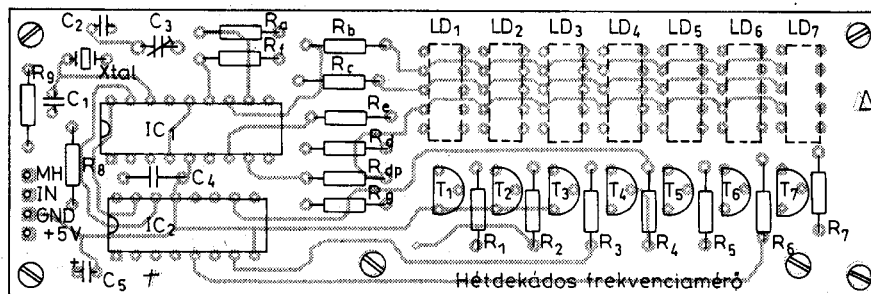 C2
C3
Ra
Rf
Rb
Rc
Re
Rd
Rdp
Rg
LD1 LD2 LD3 LD4 LD5 LD6 LD7
R9
Xtal
C1
IC1
R8
C4
MH
IN
GND
+5V
IC2
C5
T1 T2 T3 T4 T5 T6 T7
R1 R2 R3 R4 R5 R6 R7
Hétdekádos frekvenciamérő